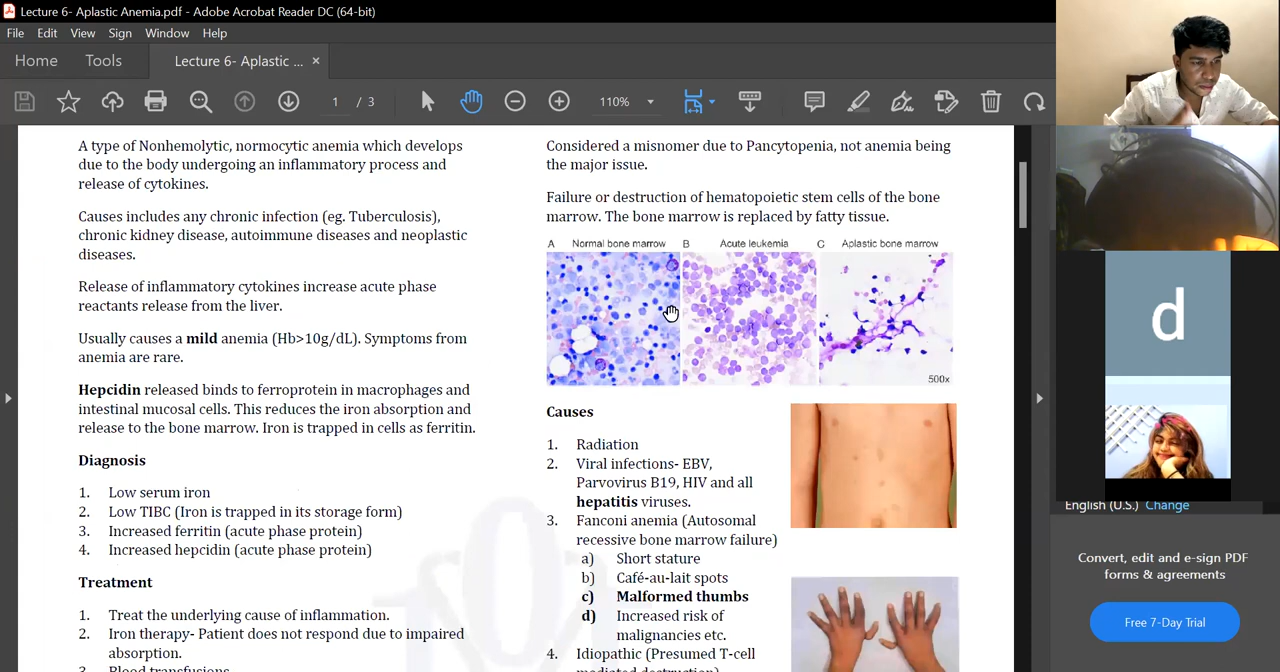 Lecture 6- Aplastic Anemia.pdf - Adobe Acrobat Reader DC (64-bit)
File Edit View Sign Window Help
Home Tools Lecture 6- Aplastic ... ×
1 / 3 110%
A type of Nonhemolytic, normocytic anemia which develops
due to the body undergoing an inflammatory process and
release of cytokines.
Causes includes any chronic infection (eg. Tuberculosis),
chronic kidney disease, autoimmune diseases and neoplastic
diseases.
Release of inflammatory cytokines increase acute phase
reactants release from the liver.
Usually causes a mild anemia (Hb>10g/dL). Symptoms from
anemia are rare.
Hepcidin released binds to ferroprotein in macrophages and
intestinal mucosal cells. This reduces the iron absorption and
release to the bone marrow. Iron is trapped in cells as ferritin.
Diagnosis
1. Low serum iron
2. Low TIBC (Iron is trapped in its storage form)
3. Increased ferritin (acute phase protein)
4. Increased hepcidin (acute phase protein)
Treatment
1. Treat the underlying cause of inflammation.
2. Iron therapy- Patient does not respond due to impaired
absorption.
3. Blood transfusions
Considered a misnomer due to Pancytopenia, not anemia being
the major issue.
Failure or destruction of hematopoietic stem cells of the bone
marrow. The bone marrow is replaced by fatty tissue.
A Normal bone marrow B Acute leukemia C Aplastic bone marrow
500x
Causes
1. Radiation
2. Viral infections- EBV,
Parvovirus B19, HIV and all
hepatitis viruses.
3. Fanconi anemia (Autosomal
recessive bone marrow failure)
a) Short stature
b) Café-au-lait spots
c) Malformed thumbs
d) Increased risk of
malignancies etc.
4. Idiopathic (Presumed T-cell
mediated destruction)
d
English (U.S.) Change
Convert, edit and e-sign PDF
forms & agreements
Free 7-Day Trial